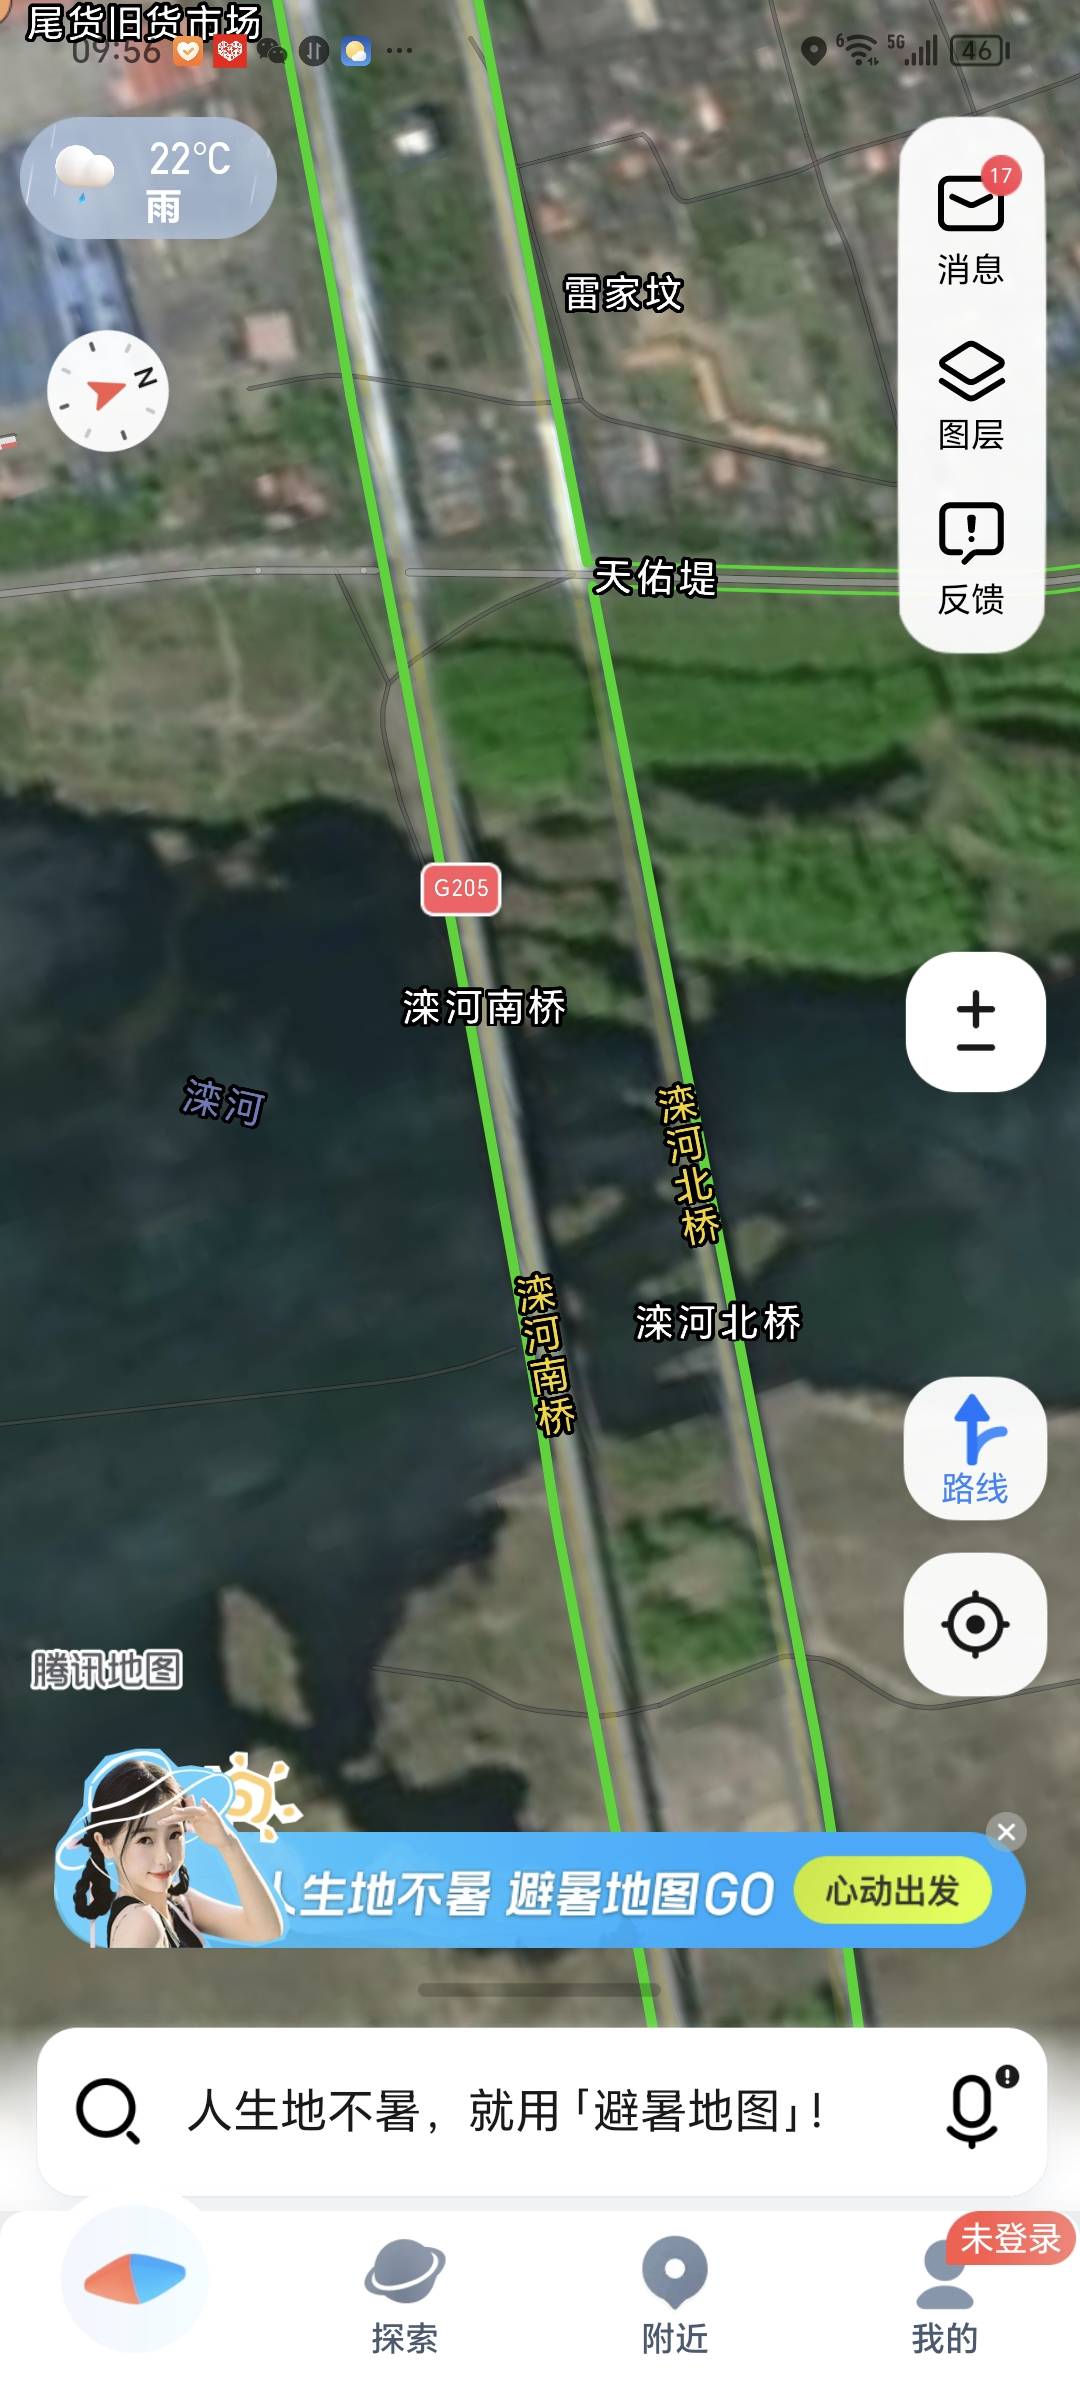 尾货旧货市场
09:56
6
5G
46
22°C
雨
17
消息
N
雷家坟
图层
天佑堤
反馈
G205
滦河南桥
滦河
滦河北桥
滦河南桥
滦河北桥
路线
腾讯地图
人生地不暑 避暑地图GO
心动出发
人生地不暑，就用「避暑地图」!
未登录
探索
附近
我的